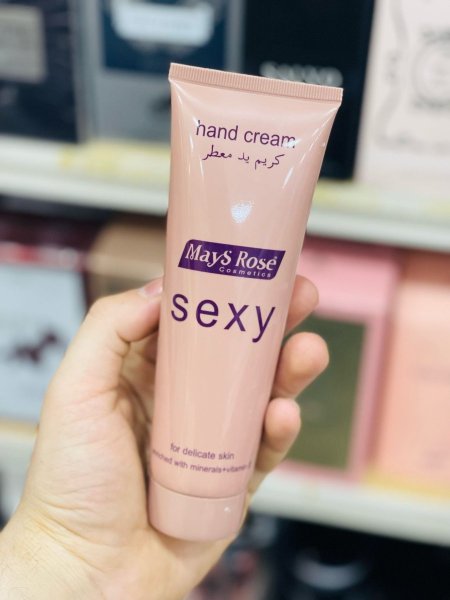 hand cream
كريم يد معطر
Mays Rose
Cosmetics
sexy
for delicate skin
enriched with minerals+vitamin